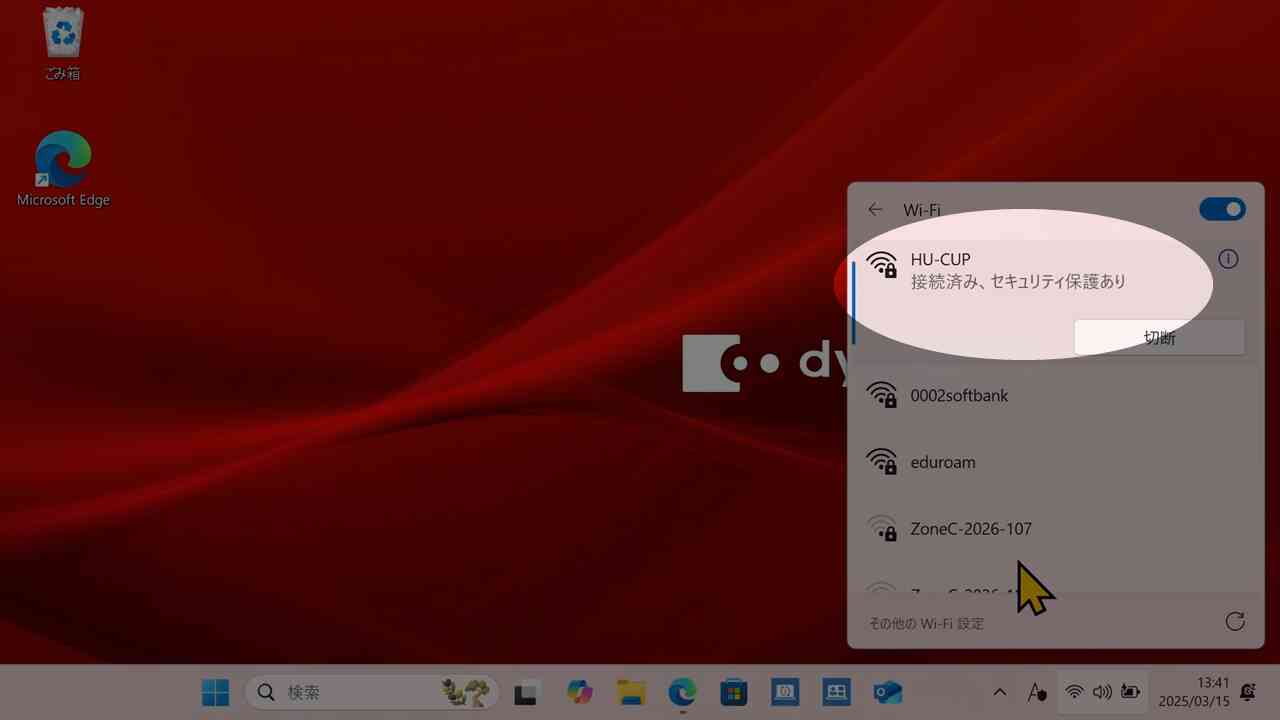 ごみ箱
Microsoft Edge
Wi-Fi
HU-CUP
接続済み、セキュリティ保護あり
切断
0002softbank
eduroam
ZoneC-2026-107
その他の Wi-Fi 設定
検索
13:41
2025/03/15